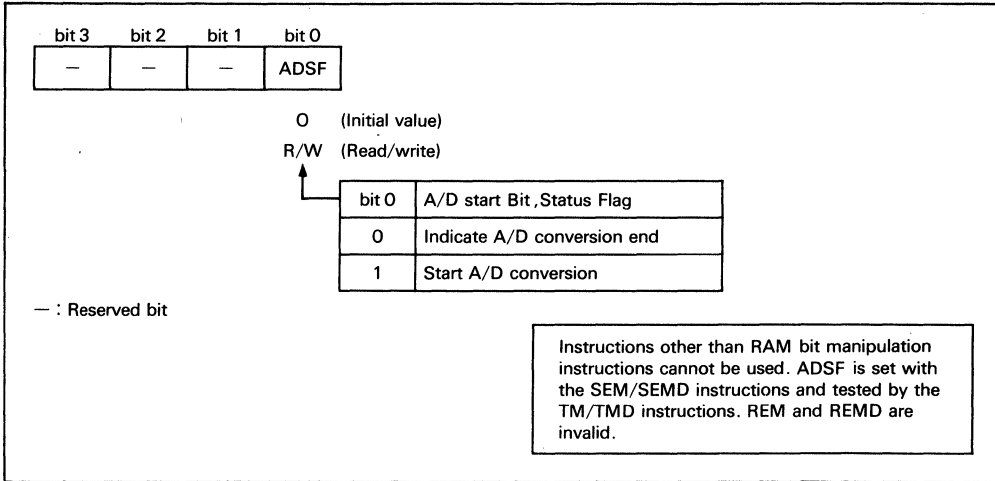 bit 3 bit 2 bit 1 bit 0
— — — ADSF
0 (Initial value)
R/W (Read/write)
bit 0 A/D start Bit, Status Flag
0 Indicate A/D conversion end
1 Start A/D conversion
— : Reserved bit
Instructions other than RAM bit manipulation
instructions cannot be used. ADSF is set with
the SEM/SEMD instructions and tested by the
TM/TMD instructions. REM and REMD are
invalid.